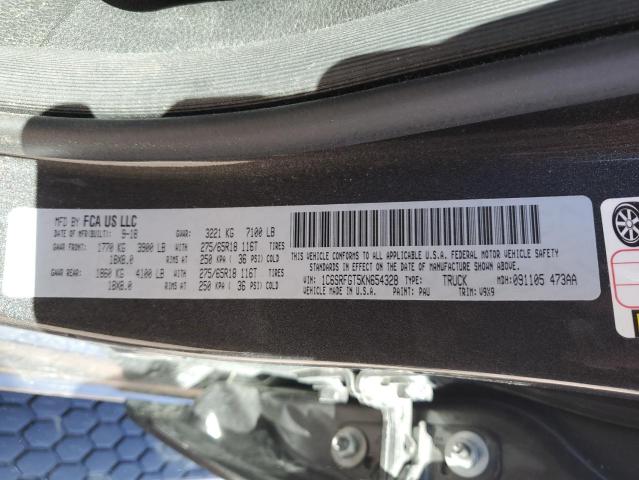 MFD BY FCA US LLC
DATE OF MFR(BUILT): 9-18 GVWR: 3221 KG 7100 LB
GAWR FRONT: 1770 KG 3900 LB WITH 275/65R18 116T TIRES
18X8.0 RIMS AT 250 KPA ( 36 PSI) COLD
GAWR REAR: 1860 KG 4100 LB WITH 275/65R18 116T TIRES
18X8.0 RIMS AT 250 KPA ( 36 PSI) COLD
THIS VEHICLE CONFORMS TO ALL APPLICABLE U.S.A. FEDERAL MOTOR VEHICLE SAFETY
STANDARDS IN EFFECT ON THE DATE OF MANUFACTURE SHOWN ABOVE.
VIN: 1C6SRFGT5KN654328 TRUCK MDH: 091105 473AA
VEHICLE MADE IN U.S.A. PAINT: PAU TRIM: V9X9